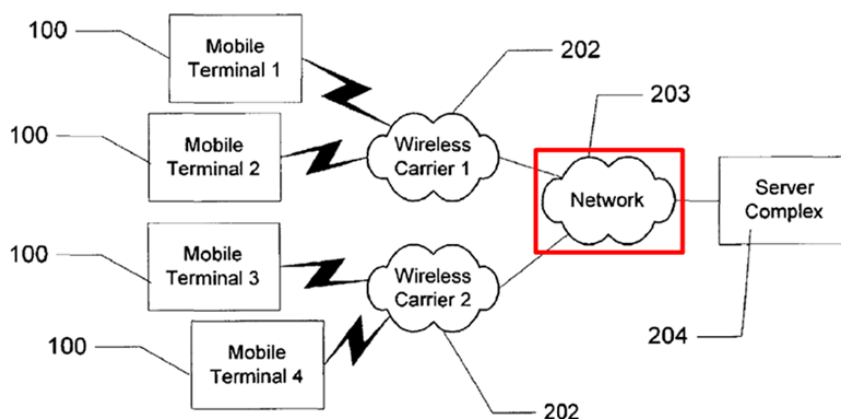 100
Mobile
Terminal 1
202
203
100
Mobile
Terminal 2
Wireless
Carrier 1
Network
Server
Complex
100
Mobile
Terminal 3
Wireless
Carrier 2
204
100
Mobile
Terminal 4
202